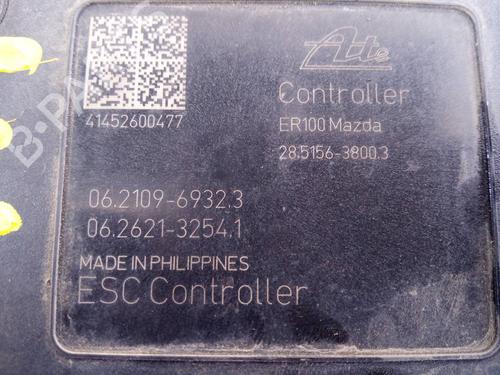 Ate
41452600477
Controller
ER100 Mazda
28.5156-3800.3
06.2109-6932.3
06.2621-3254.1
MADE IN PHILIPPINES
ESC Controller